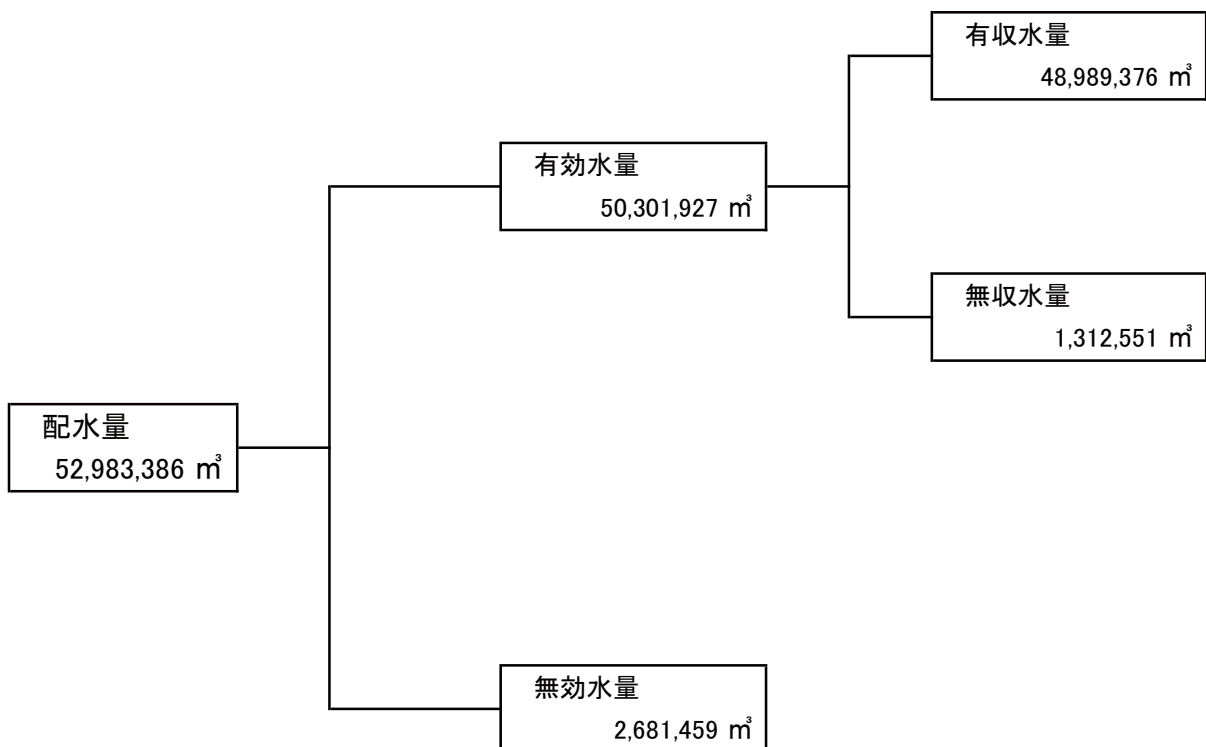 有収水量
48,989,376 ㎥
有効水量
50,301,927 ㎥
無収水量
1,312,551 ㎥
配水量
52,983,386 ㎥
無効水量
2,681,459 ㎥